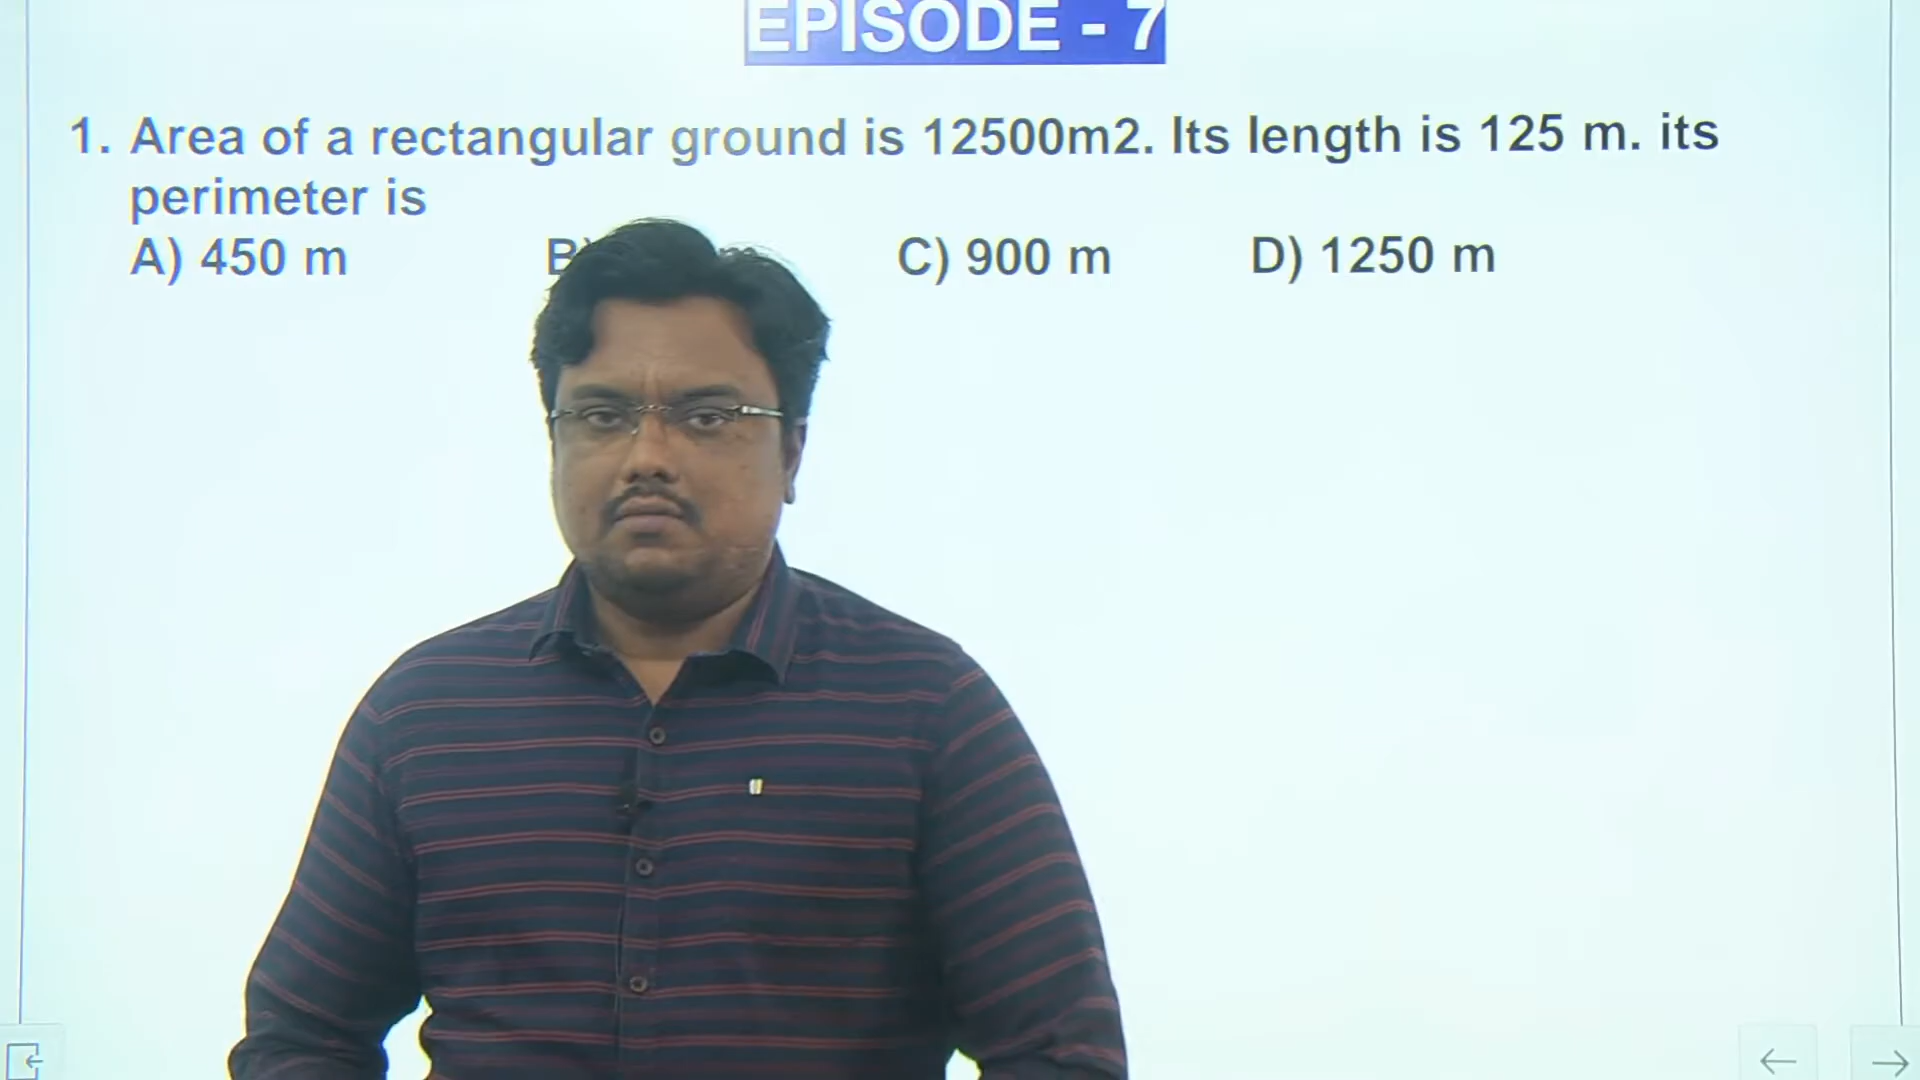 EPISODE - 7
1. Area of a rectangular ground is 12500m2. Its length is 125 m. its
perimeter is
A) 450 m B) m C) 900 m D) 1250 m